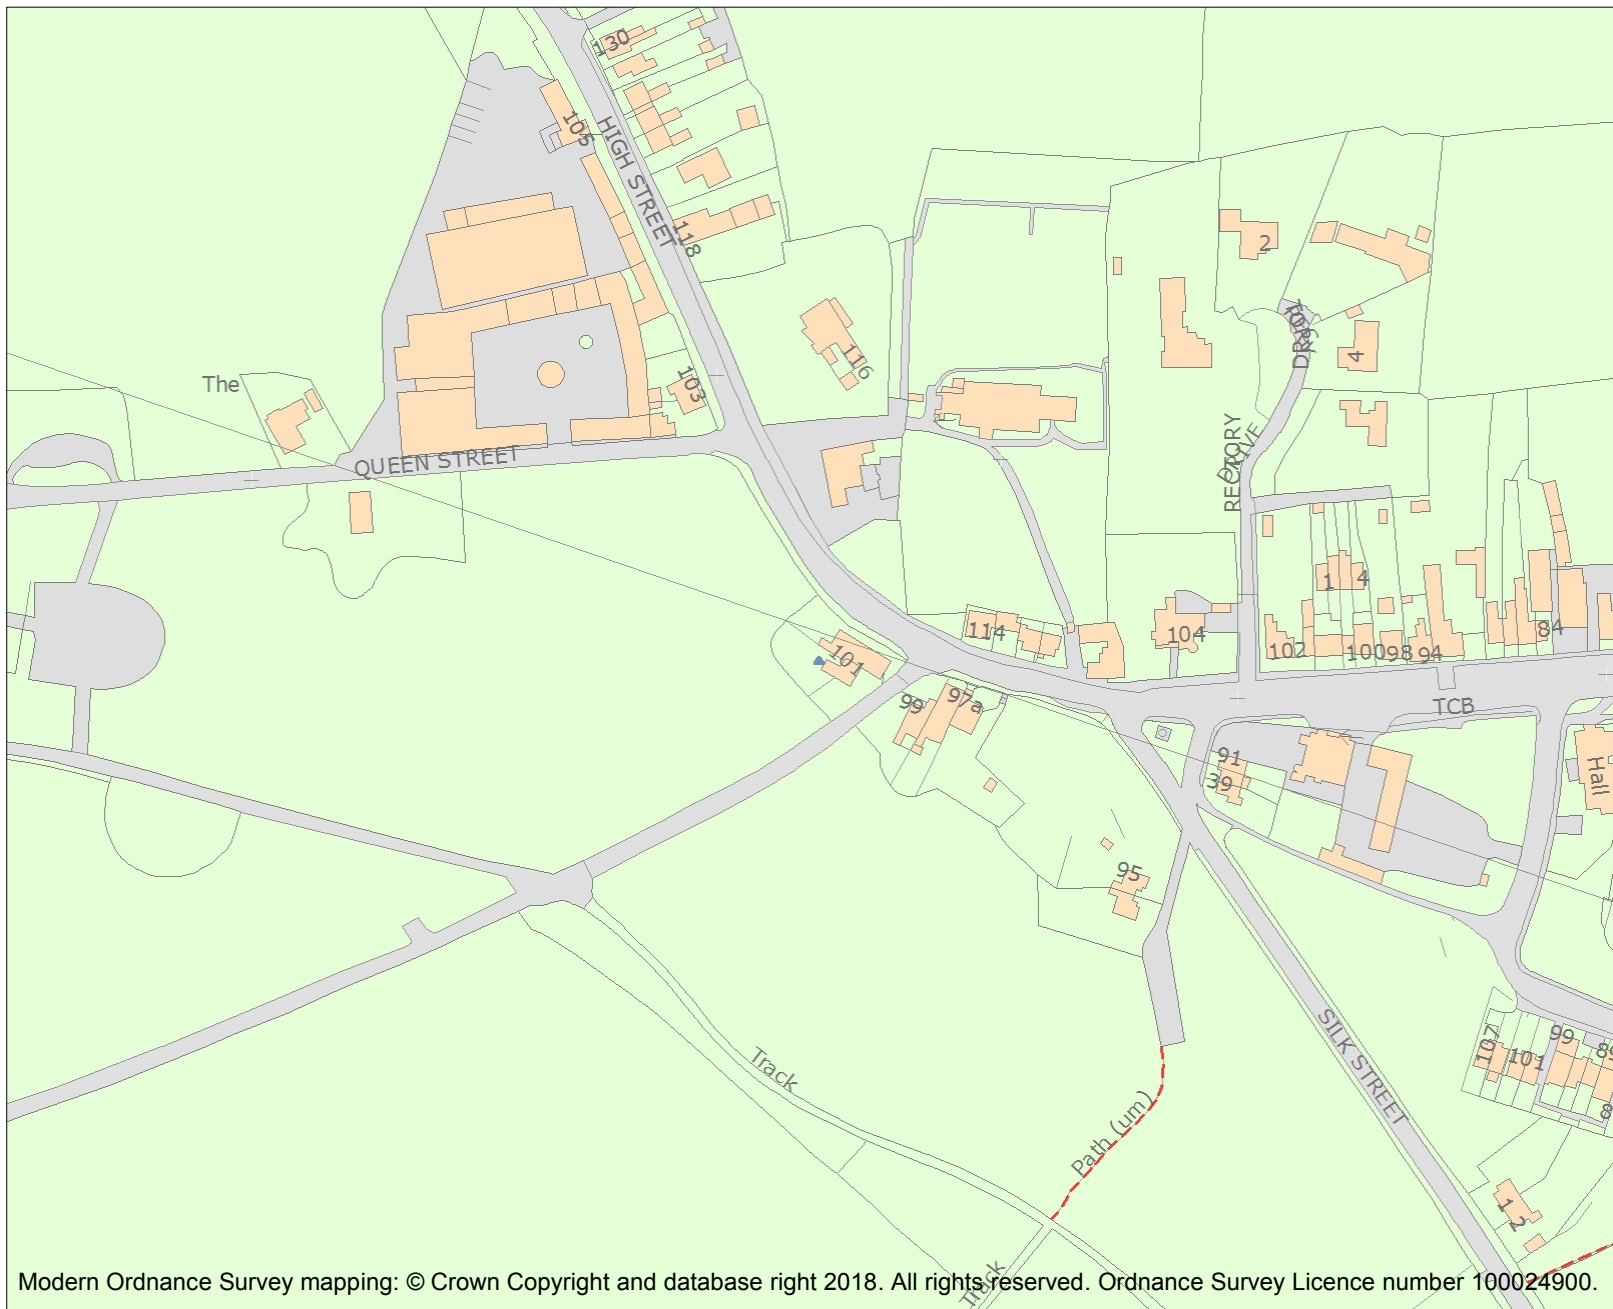 130
105
HIGH STREET
118
2
116
4
The
103
QUEEN STREET
RECTORY
DRIVE
1
4
114
104
102
100
98
94
84
101
99
97a
TCB
91
39
Hall
95
SILK STREET
107
101
99
Track
Path (um)
1
2
Track
Modern Ordnance Survey mapping: © Crown Copyright and database right 2018. All rights reserved. Ordnance Survey Licence number 100024900.